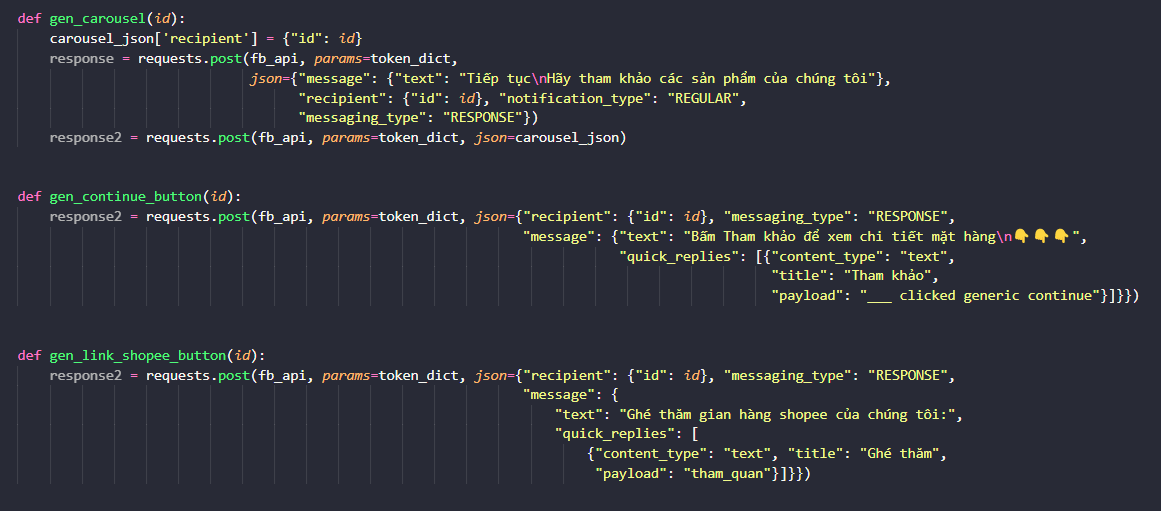 def gen_carousel(id):
carousel_json['recipient'] = {"id": id}
response = requests.post(fb_api, params=token_dict,
json={"message": {"text": "Tiếp tục\nHãy tham khảo các sản phẩm của chúng tôi"},
"recipient": {"id": id}, "notification_type": "REGULAR",
"messaging_type": "RESPONSE"})
response2 = requests.post(fb_api, params=token_dict, json=carousel_json)
def gen_continue_button(id):
response2 = requests.post(fb_api, params=token_dict, json={"recipient": {"id": id}, "messaging_type": "RESPONSE",
"message": {"text": "Bấm Tham khảo để xem chi tiết mặt hàng\n👇👇👇",
"quick_replies": [{"content_type": "text",
"title": "Tham khảo",
"payload": "___ clicked generic continue"}]}})
def gen_link_shopee_button(id):
response2 = requests.post(fb_api, params=token_dict, json={"recipient": {"id": id}, "messaging_type": "RESPONSE",
"message": {
"text": "Ghé thăm gian hàng shopee của chúng tôi:",
"quick_replies": [
{"content_type": "text", "title": "Ghé thăm",
"payload": "tham_quan"}]}})